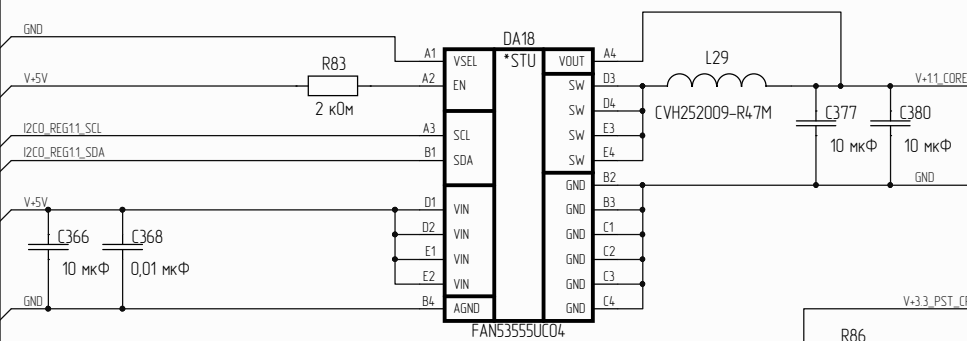 GND
DA18
A1
VSEL
*STU
VOUT
A4
L29
R83
V+5V
A2
EN
SW
D3
V+1.1_CORE
2 кОм
SW
D4
CVH252009-R47M
C377
C380
I2C0_REG1.1_SCL
A3
SCL
SW
E3
10 мкФ
10 мкФ
I2C0_REG1.1_SDA
B1
SDA
SW
E4
GND
B2
GND
V+5V
D1
VIN
GND
B3
C366
C368
D2
VIN
GND
C1
E1
VIN
GND
C2
10 мкФ
0,01 мкФ
E2
VIN
GND
C3
GND
B4
AGND
GND
C4
FAN53555UC04
R86